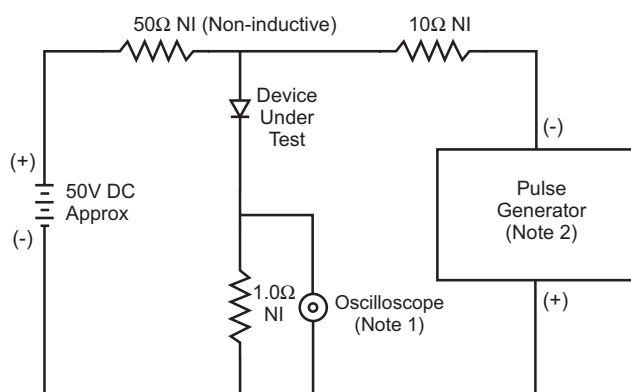 50Ω NI (Non-inductive)
10Ω NI
Device
Under
Test
(+)
50V DC
Approx
(-)
(-)
Pulse
Generator
(Note 2)
(+)
1.0Ω
NI
Oscilloscope
(Note 1)